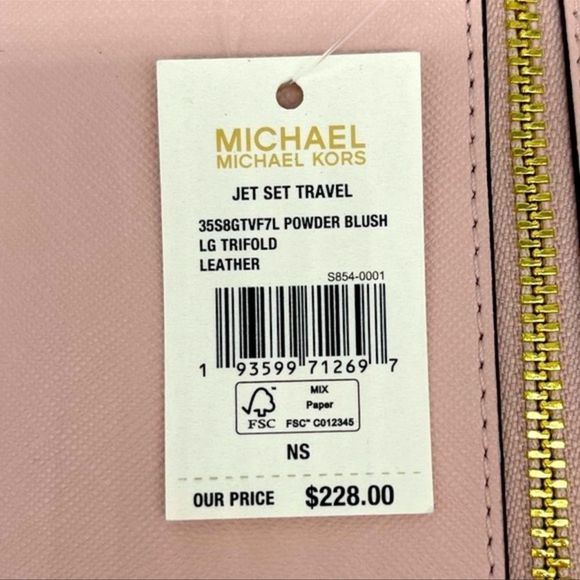 MICHAEL
MICHAEL KORS
JET SET TRAVEL
35S8GTVF7L POWDER BLUSH
LG TRIFOLD
LEATHER
S854-0001
1 93599 71269 7
FSC
MIX
Paper
FSC™ C012345
NS
OUR PRICE $228.00